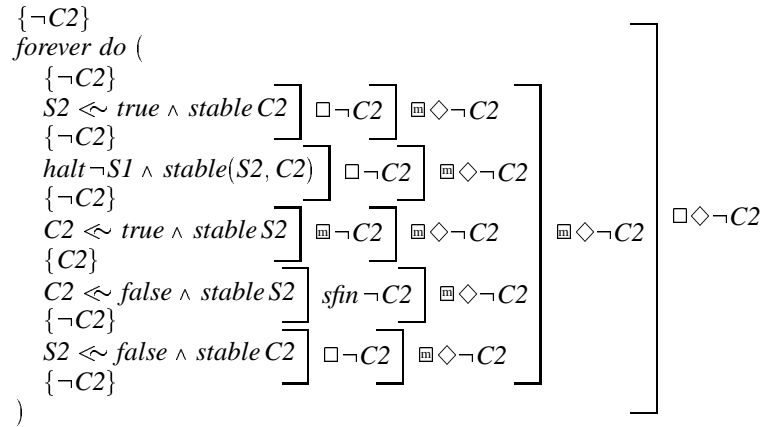 {¬C2}
forever do (
{¬C2}
S2 <~ true ∧ stable C2 □¬C2 ⓜ◇¬C2
{¬C2}
halt ¬S1 ∧ stable(S2, C2) □¬C2 ⓜ◇¬C2
{¬C2}
C2 <~ true ∧ stable S2 ⓜ¬C2 ⓜ◇¬C2 ⓜ◇¬C2 □◇¬C2
{C2}
C2 <~ false ∧ stable S2 sfin ¬C2 ⓜ◇¬C2
{¬C2}
S2 <~ false ∧ stable C2 □¬C2 ⓜ◇¬C2
{¬C2}
)